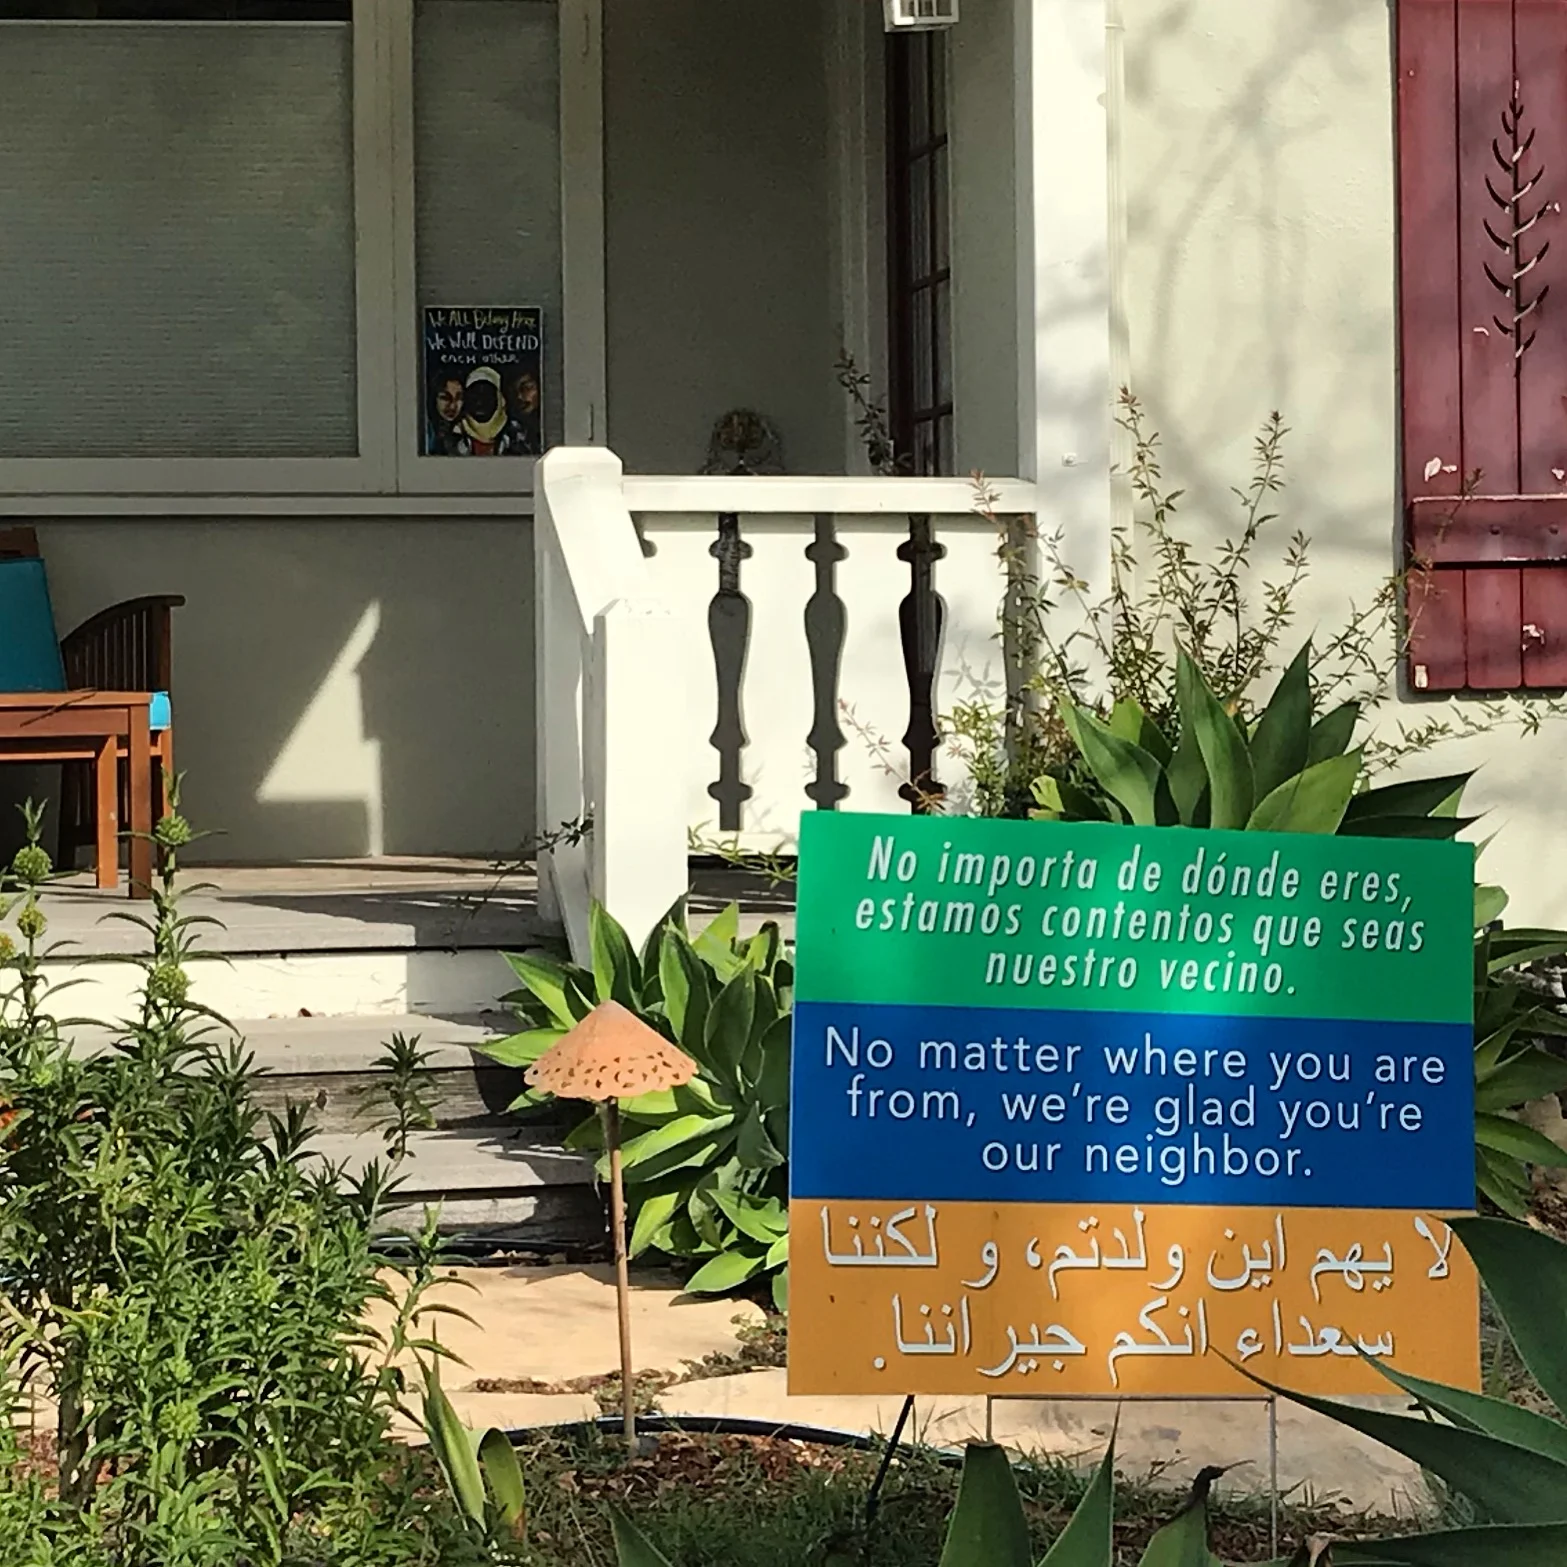 We ALL Belong Here
We Will DEFEND
each other
No importa de dónde eres,
estamos contentos que seas
nuestro vecino.
No matter where you are
from, we're glad you're
our neighbor.
لا يهم اين ولدتم، و لكننا
سعداء انكم جيراننا.